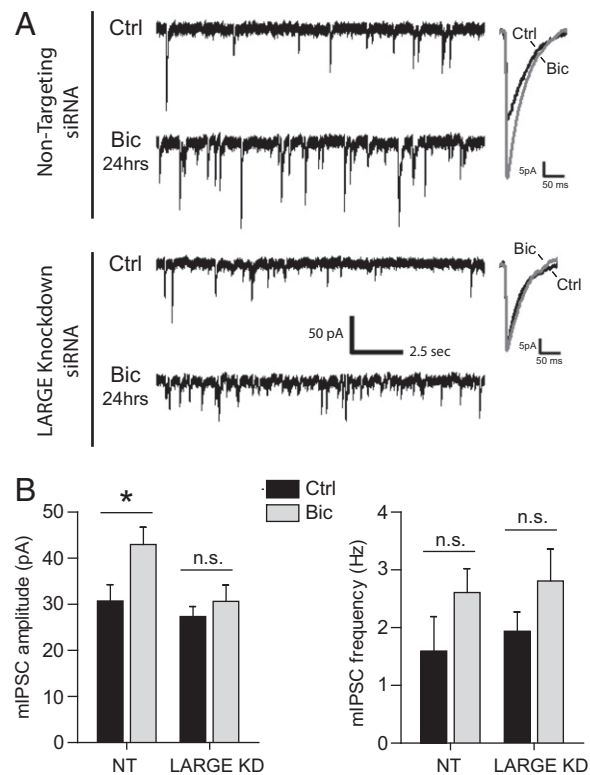 A
Non-Targeting
siRNA
Ctrl
Bic
24hrs
Ctrl
Bic
5pA
50 ms
LARGE Knockdown
siRNA
Ctrl
Bic
24hrs
50 pA
2.5 sec
Bic
Ctrl
5pA
50 ms
B
Ctrl
Bic
mIPSC amplitude (pA)
50
40
30
20
10
0
*
n.s.
NT
LARGE KD
mIPSC frequency (Hz)
4
3
2
1
0
n.s.
n.s.
NT
LARGE KD